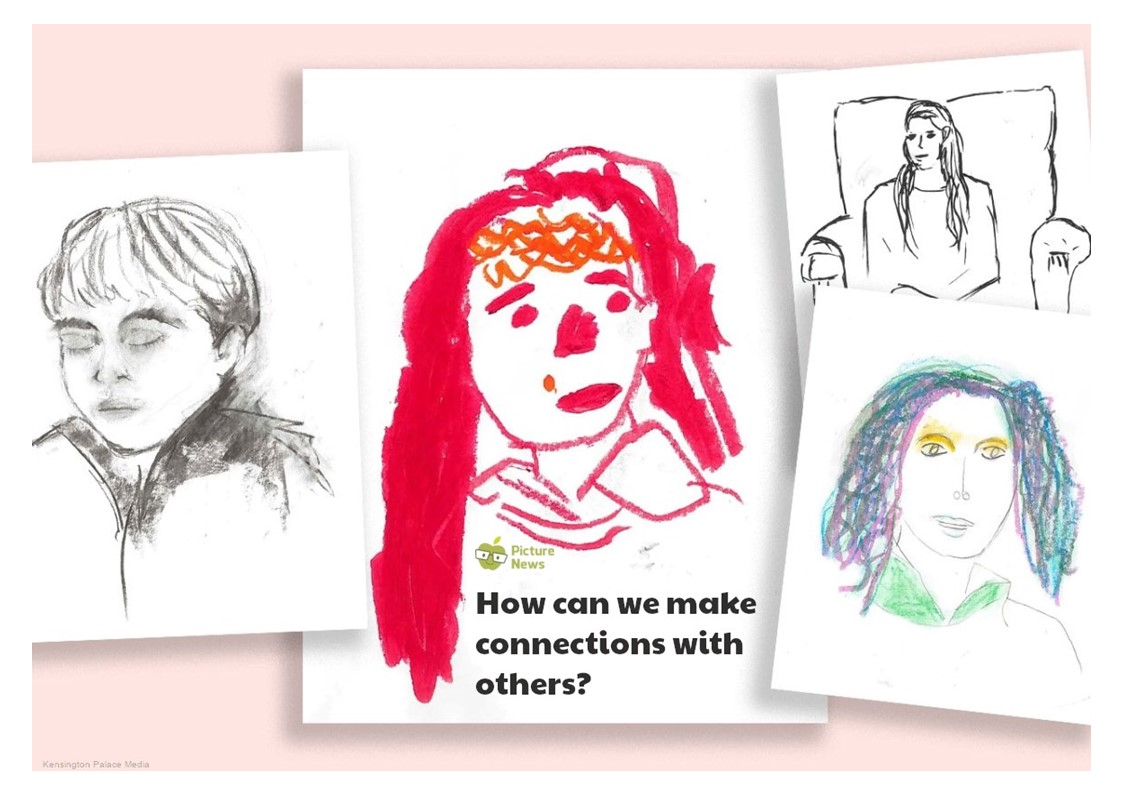 Picture
News
How can we make
connections with
others?
Kensington Palace Media